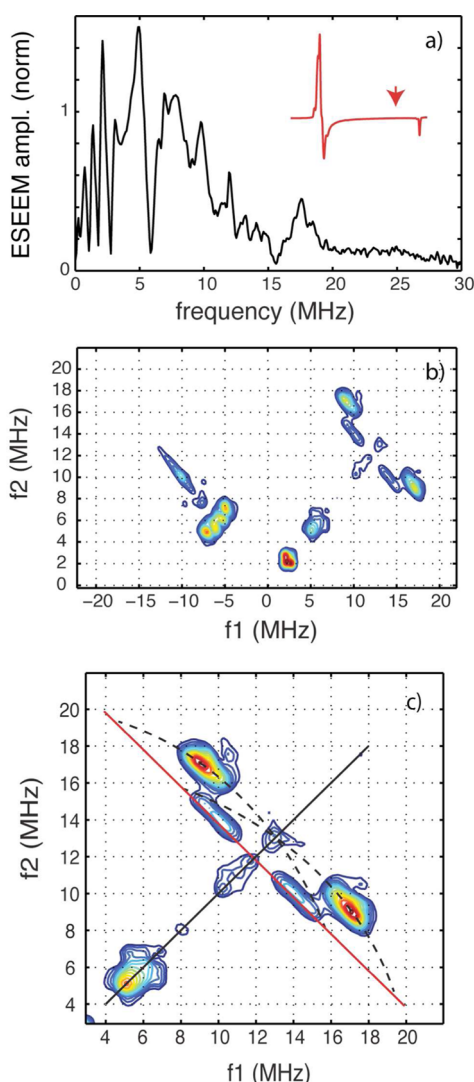 a)
ESEEM ampl. (norm)
1
0
0 5 10 15 20 25 30
frequency (MHz)
b)
f2 (MHz)
20
18
16
14
12
10
8
6
4
2
0
−20 −15 −10 −5 0 5 10 15 20
f1 (MHz)
c)
f2 (MHz)
20
18
16
14
12
10
8
6
4
4 6 8 10 12 14 16 18 20
f1 (MHz)